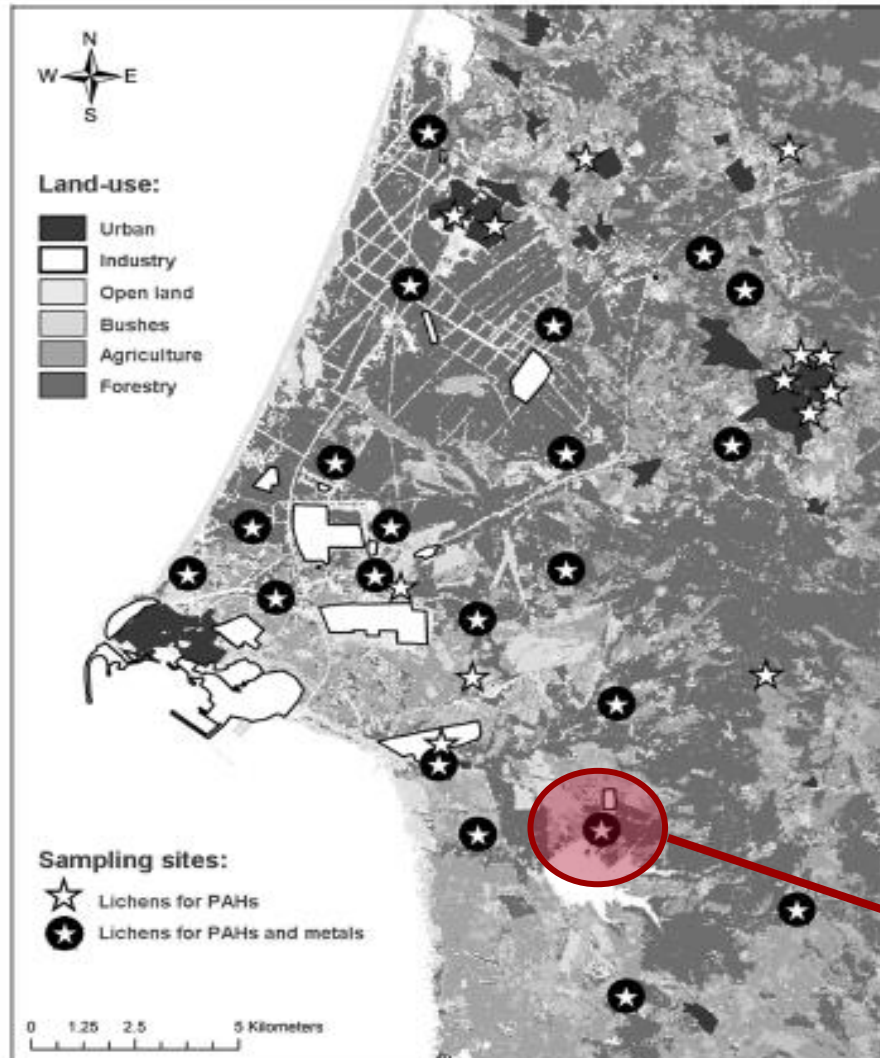 N
W E
S
Land-use:
Urban
Industry
Open land
Bushes
Agriculture
Forestry
Sampling sites:
Lichens for PAHs
Lichens for PAHs and metals
0 1.25 2.5 5 Kilometers